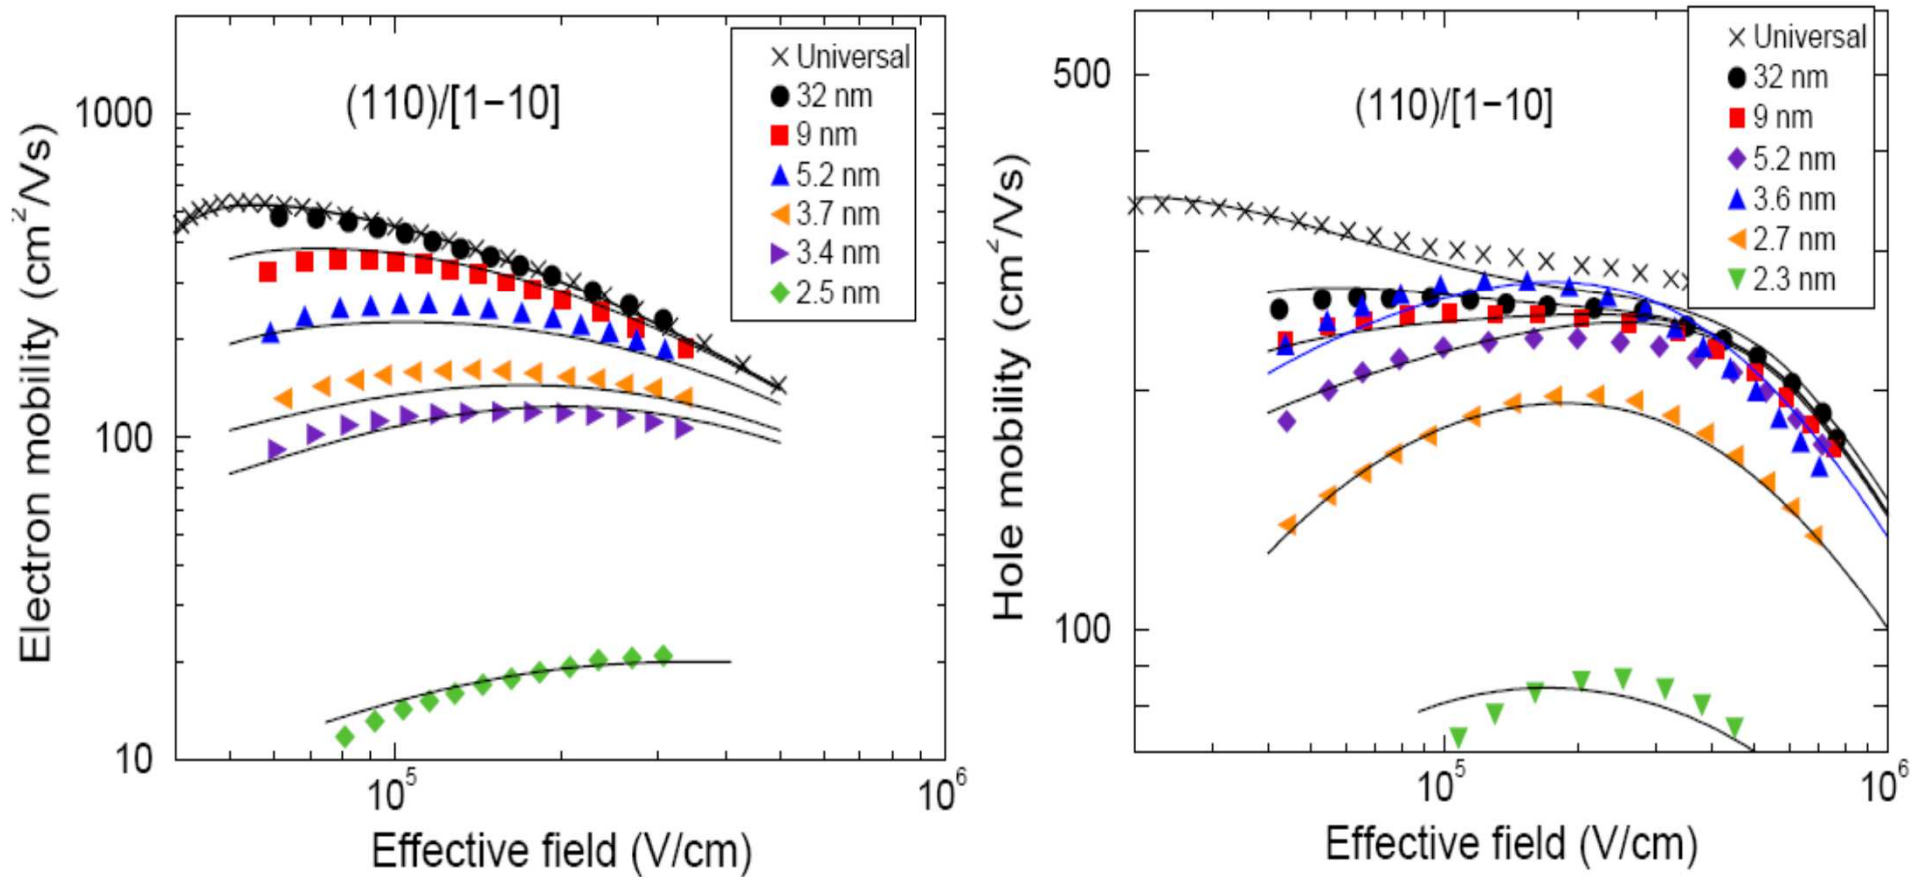 Electron mobility (cm²/Vs)
1000
100
10
10⁵
10⁶
Effective field (V/cm)
(110)/[1−10]
× Universal
32 nm
9 nm
5.2 nm
3.7 nm
3.4 nm
2.5 nm
Hole mobility (cm²/Vs)
500
100
10⁵
10⁶
Effective field (V/cm)
(110)/[1−10]
× Universal
32 nm
9 nm
5.2 nm
3.6 nm
2.7 nm
2.3 nm